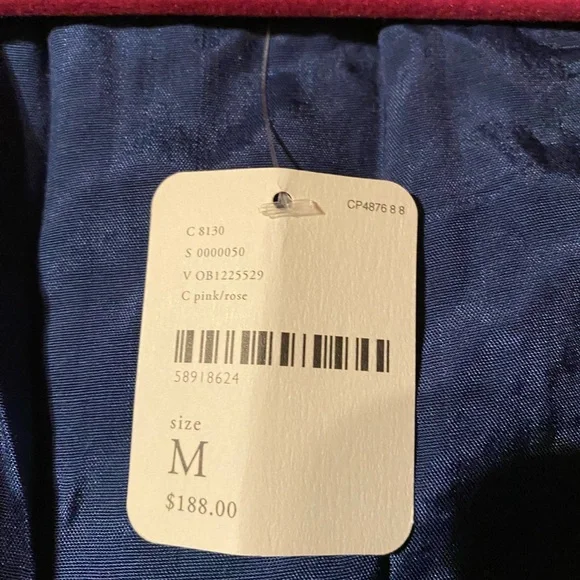 CP4876 8 8
C 8130
S 0000050
V OB1225529
C pink/rose
58918624
size
M
$188.00